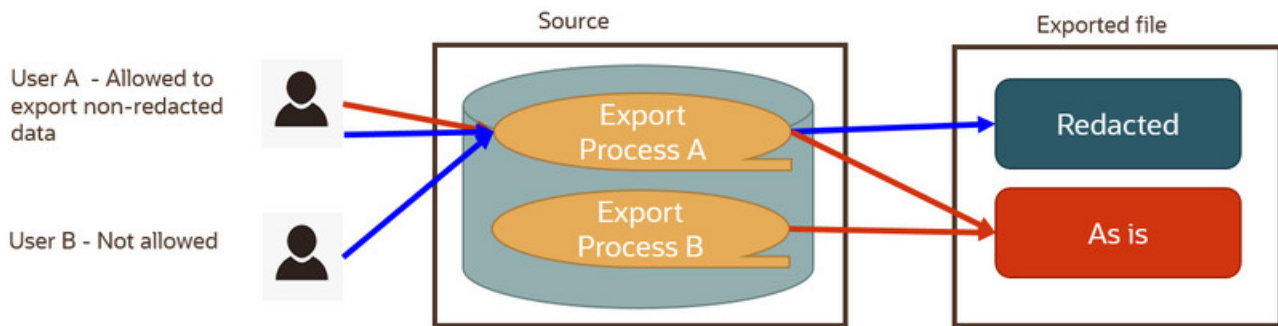 Source
Exported file
User A - Allowed to
export non-redacted
data
Export
Process A
Redacted
User B - Not allowed
Export
Process B
As is